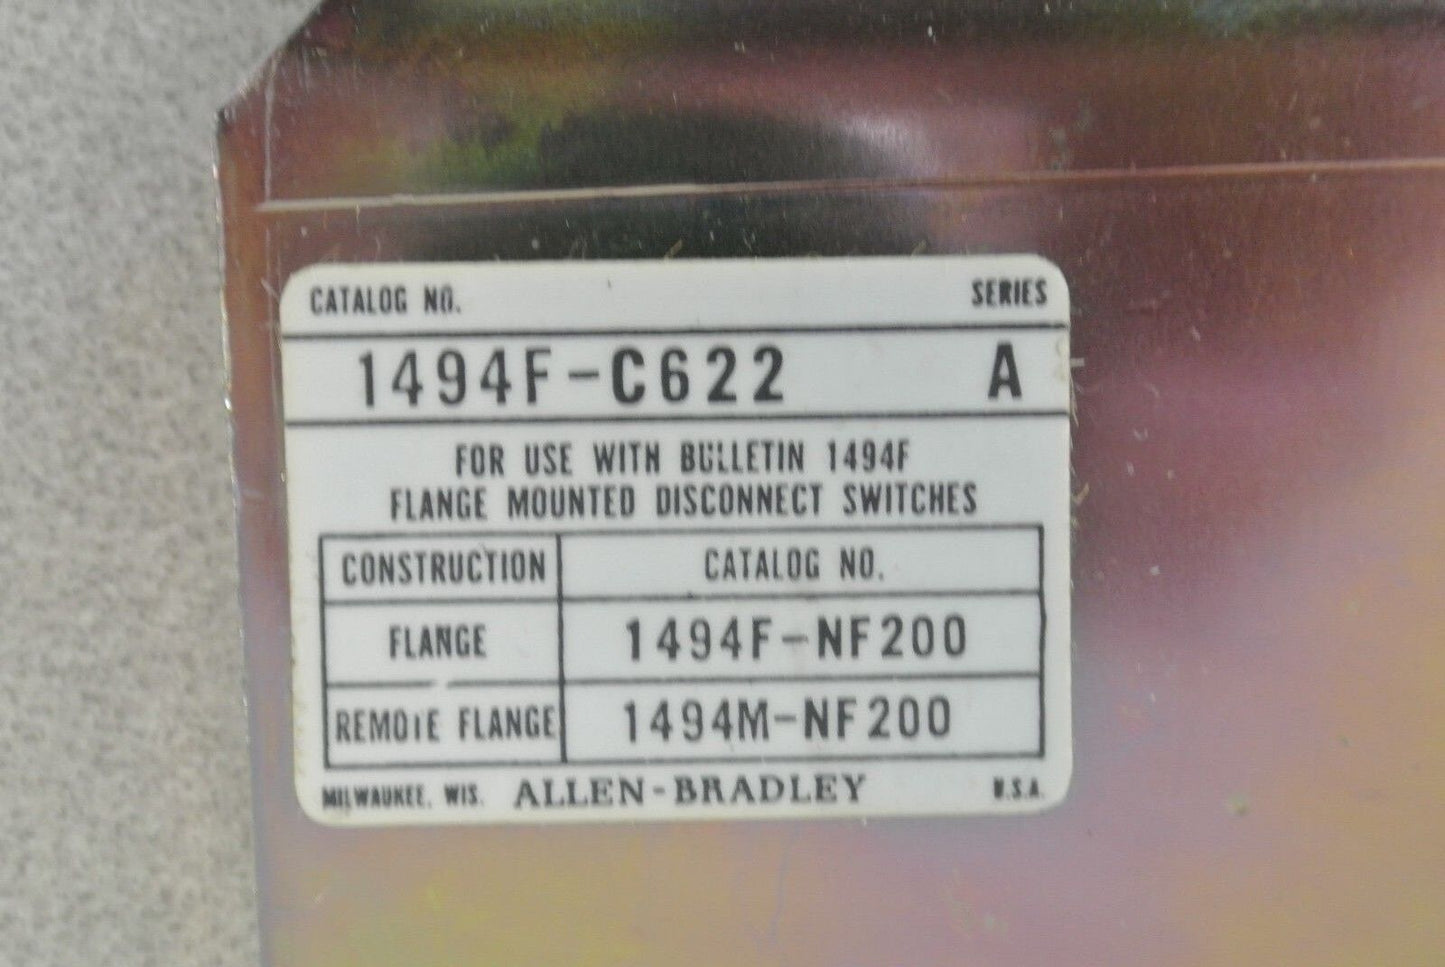 CATALOG NO. SERIES
1494F-C622 A
FOR USE WITH BULLETIN 1494F
FLANGE MOUNTED DISCONNECT SWITCHES
CONSTRUCTION CATALOG NO.
FLANGE 1494F-NF200
REMOTE FLANGE 1494M-NF200
MILWAUKEE, WIS. ALLEN-BRADLEY U.S.A.